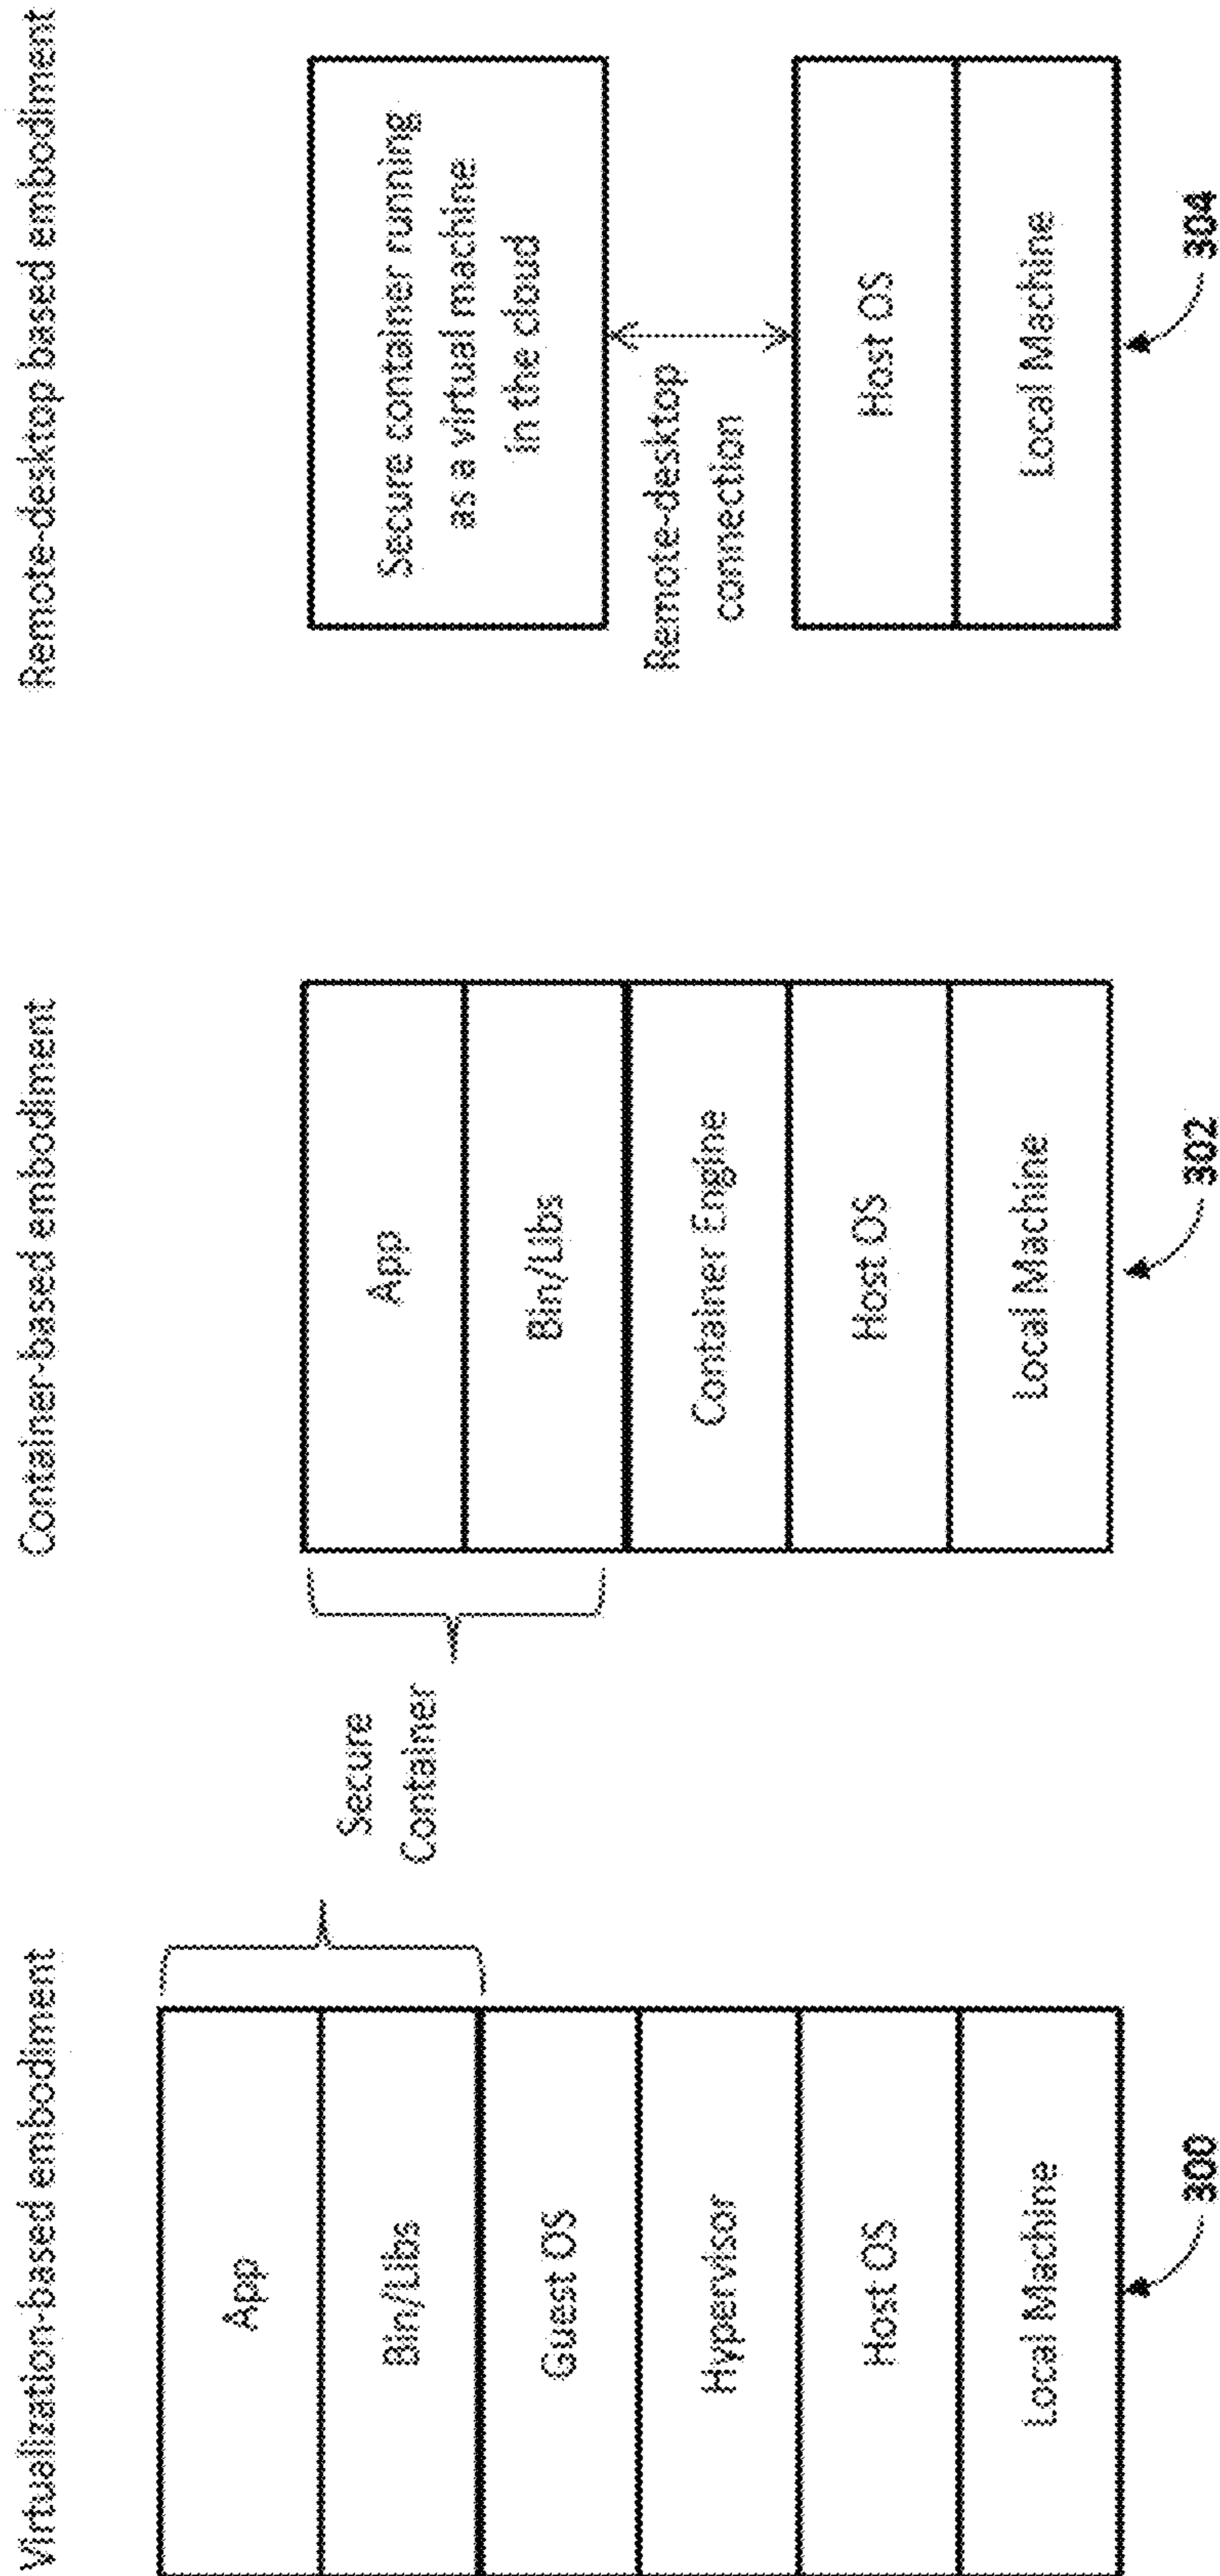 Virtualization-based embodiment
App
Bin/Libs
Guest OS
Hypervisor
Host OS
Local Machine
300
Secure
Container
Container-based embodiment
App
Bin/Libs
Container Engine
Host OS
Local Machine
302
Remote-desktop based embodiment
Secure container running
as a virtual machine
in the cloud
Remote-desktop
connection
Host OS
Local Machine
304